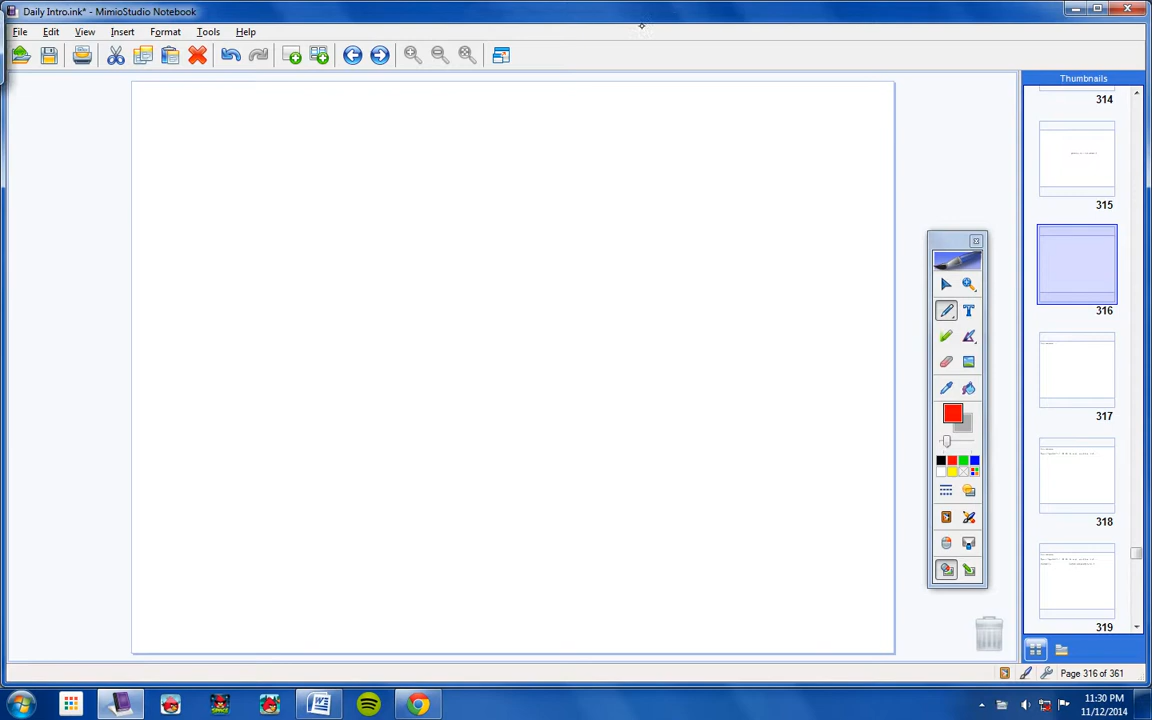 Daily Intro.ink* - MimioStudio Notebook
File Edit View Insert Format Tools Help
Thumbnails
314
315
316
317
318
319
T
Page 316 of 361
11:30 PM
11/12/2014